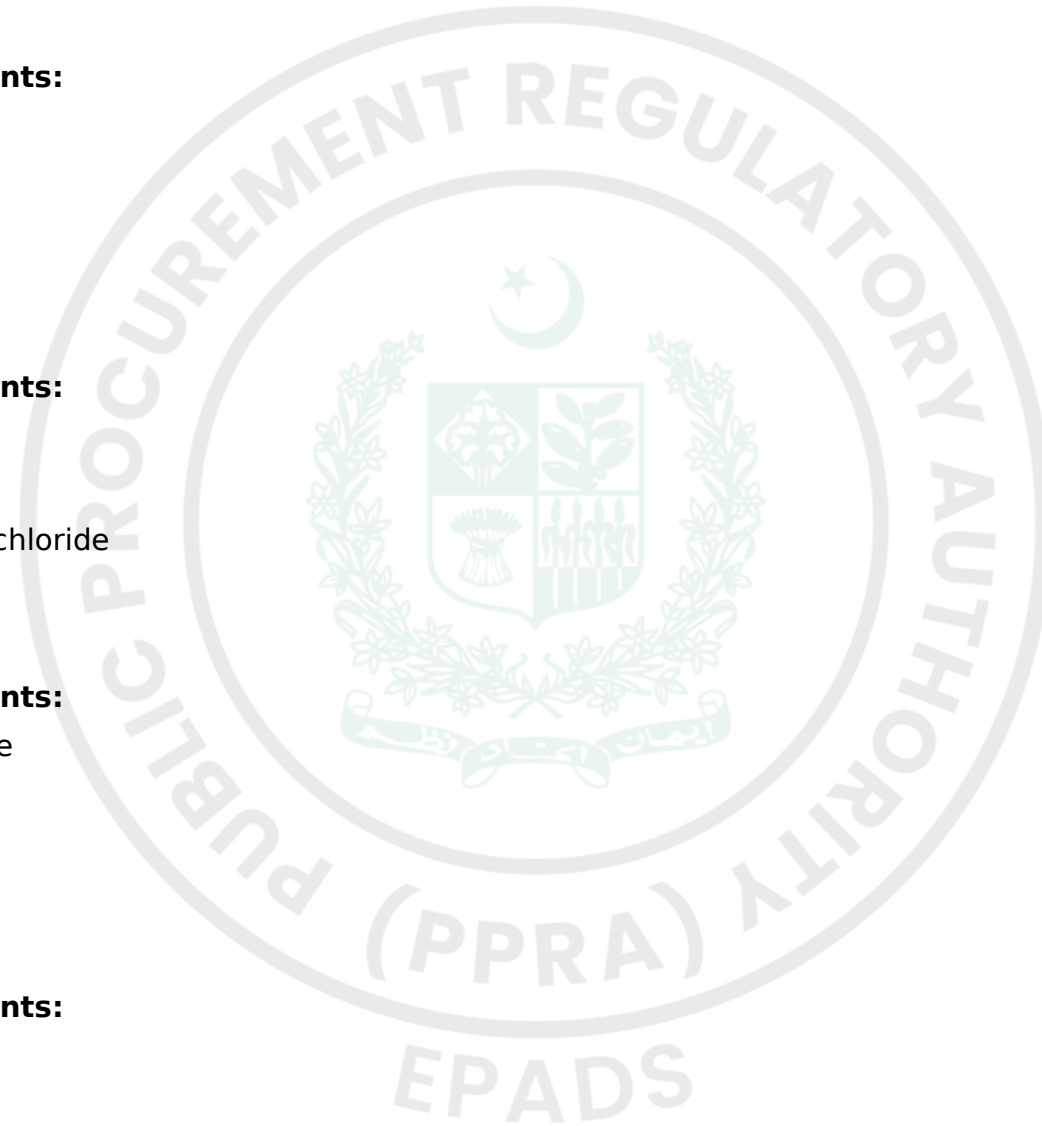 nts:
PUBLIC PROCUREMENT REGULATORY AUTHORITY
nts:
chloride
nts:
e
(PPRA)
nts:
EPADS